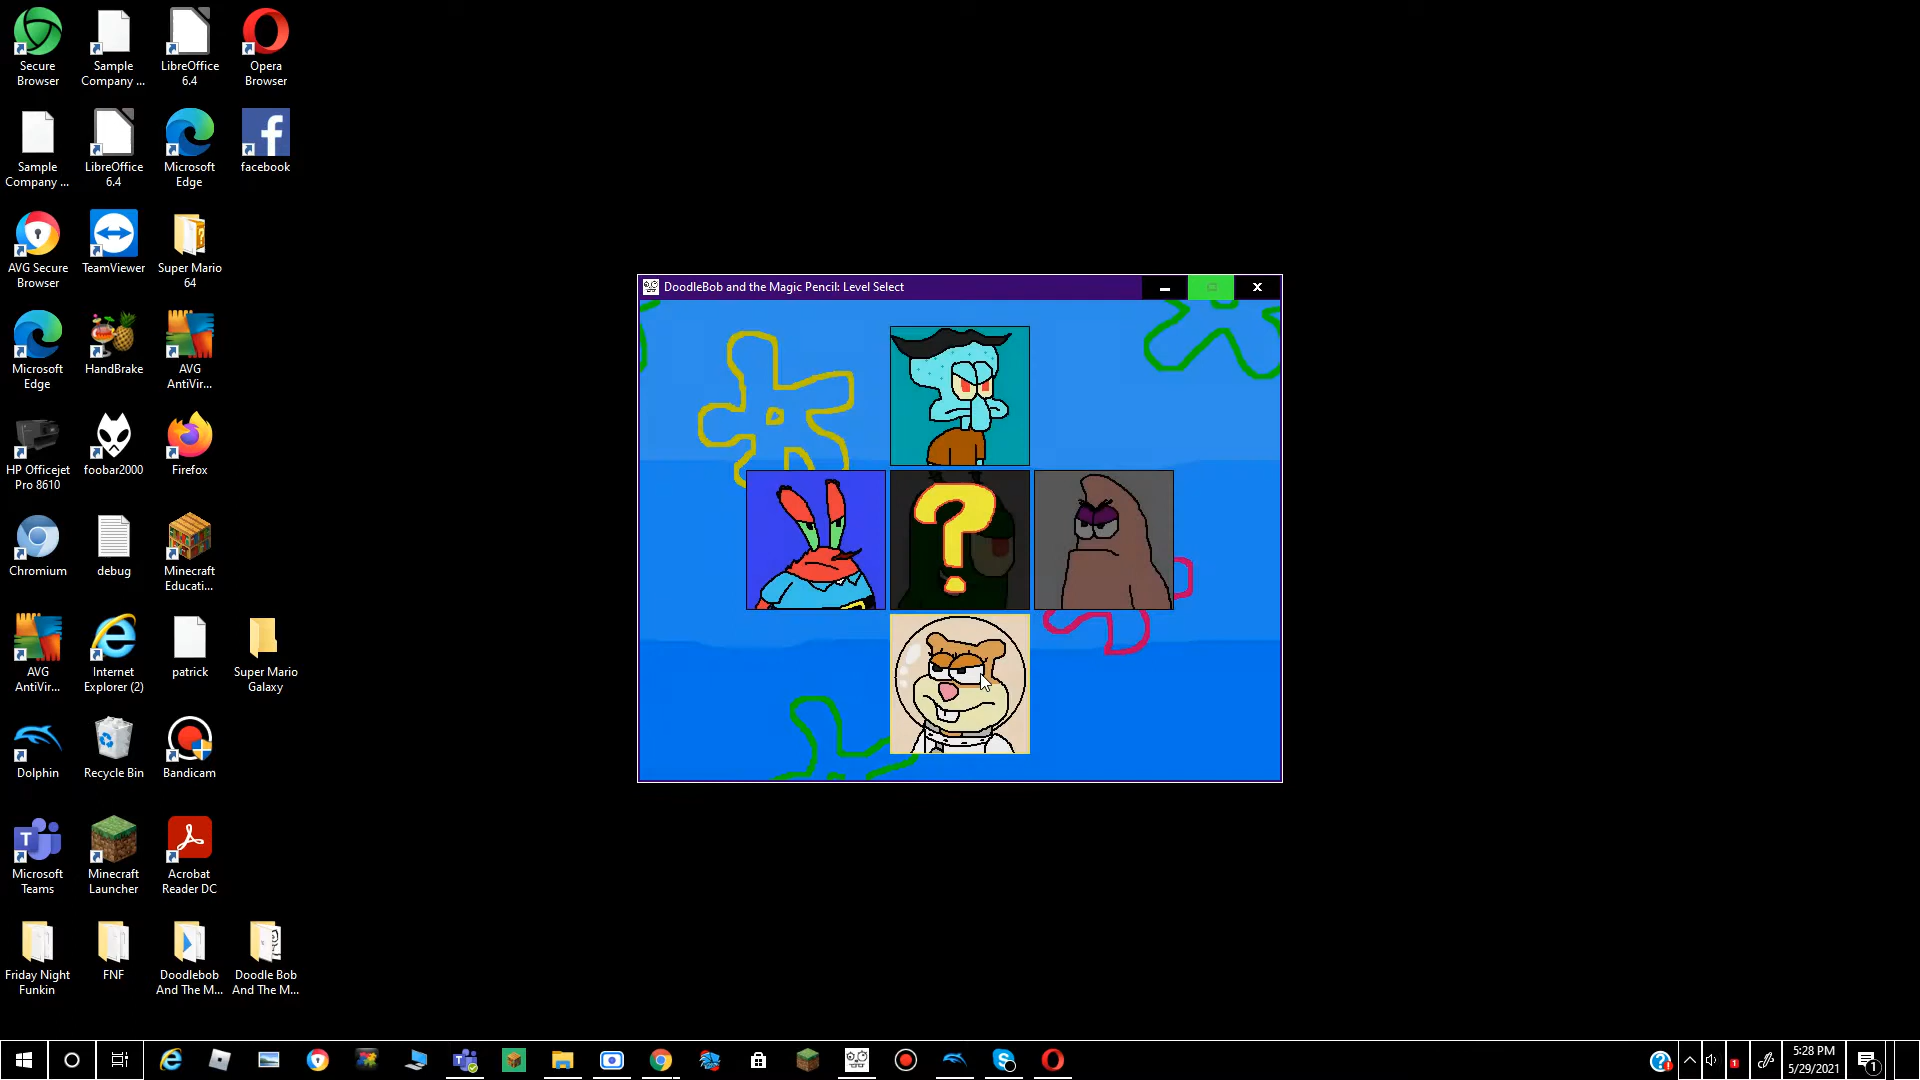 Secure
Browser
Sample
Company ...
LibreOffice
6.4
Opera
Browser
Sample
Company ...
LibreOffice
6.4
Microsoft
Edge
facebook
AVG Secure
Browser
TeamViewer
Super Mario
64
Microsoft
Edge
HandBrake
AVG
AntiVir...
HP Officejet
Pro 8610
foobar2000
Firefox
Chromium
debug
Minecraft
Educati...
AVG
AntiVir...
Internet
Explorer (2)
patrick
Super Mario
Galaxy
Dolphin
Recycle Bin
Bandicam
Microsoft
Teams
Minecraft
Launcher
Acrobat
Reader DC
Friday Night
Funkin
FNF
Doodlebob
And The M...
Doodle Bob
And The M...
DoodleBob and the Magic Pencil: Level Select
?
5:28 PM
5/29/2021
1
1